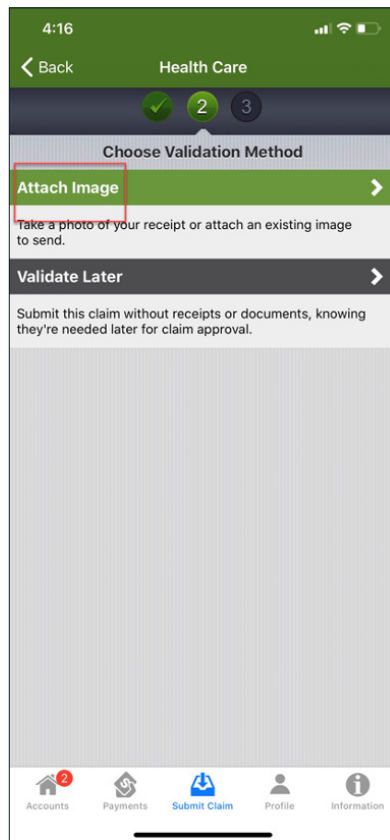 4:16
Back
Health Care
2
3
Choose Validation Method
Attach Image
Take a photo of your receipt or attach an existing image
to send.
Validate Later
Submit this claim without receipts or documents, knowing
they're needed later for claim approval.
2
Accounts
Payments
Submit Claim
Profile
Information